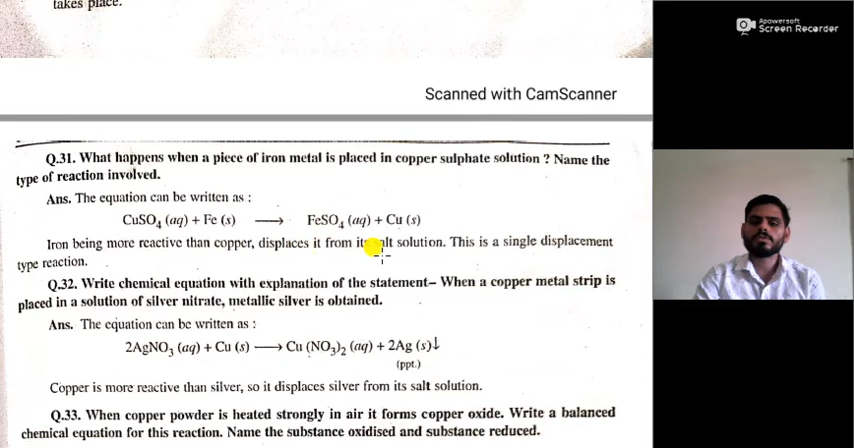 takes place.
Apowersoft
Screen Recorder
Scanned with CamScanner
Q.31. What happens when a piece of iron metal is placed in copper sulphate solution ? Name the
type of reaction involved.
Ans. The equation can be written as :
CuSO₄ (aq) + Fe (s) ⟶ FeSO₄ (aq) + Cu (s)
Iron being more reactive than copper, displaces it from its salt solution. This is a single displacement
type reaction.
Q.32. Write chemical equation with explanation of the statement– When a copper metal strip is
placed in a solution of silver nitrate, metallic silver is obtained.
Ans. The equation can be written as :
2AgNO₃ (aq) + Cu (s) ⟶ Cu (NO₃)₂ (aq) + 2Ag (s)↓
(ppt.)
Copper is more reactive than silver, so it displaces silver from its salt solution.
Q.33. When copper powder is heated strongly in air it forms copper oxide. Write a balanced
chemical equation for this reaction. Name the substance oxidised and substance reduced.